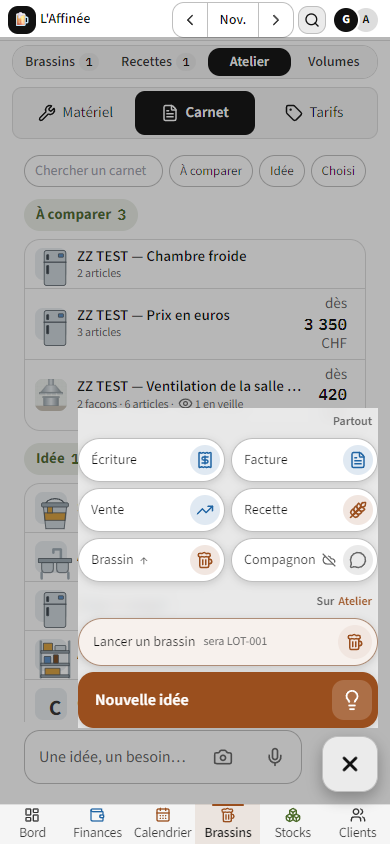 L'Affinée
Nov.
G
A
Brassins 1
Recettes 1
Atelier
Volumes
Matériel
Carnet
Tarifs
Chercher un carnet
À comparer
Idée
Choisi
À comparer 3
ZZ TEST — Chambre froide
2 articles
ZZ TEST — Prix en euros
3 articles
dès
3 350
CHF
ZZ TEST — Ventilation de la salle …
2 façons · 6 articles · 1 en veille
dès
420
Idée 1
Partout
Écriture
Facture
Vente
Recette
Brassin
Compagnon
Sur Atelier
Lancer un brassin sera LOT-001
Nouvelle idée
C
Une idée, un besoin…
Bord
Finances
Calendrier
Brassins
Stocks
Clients